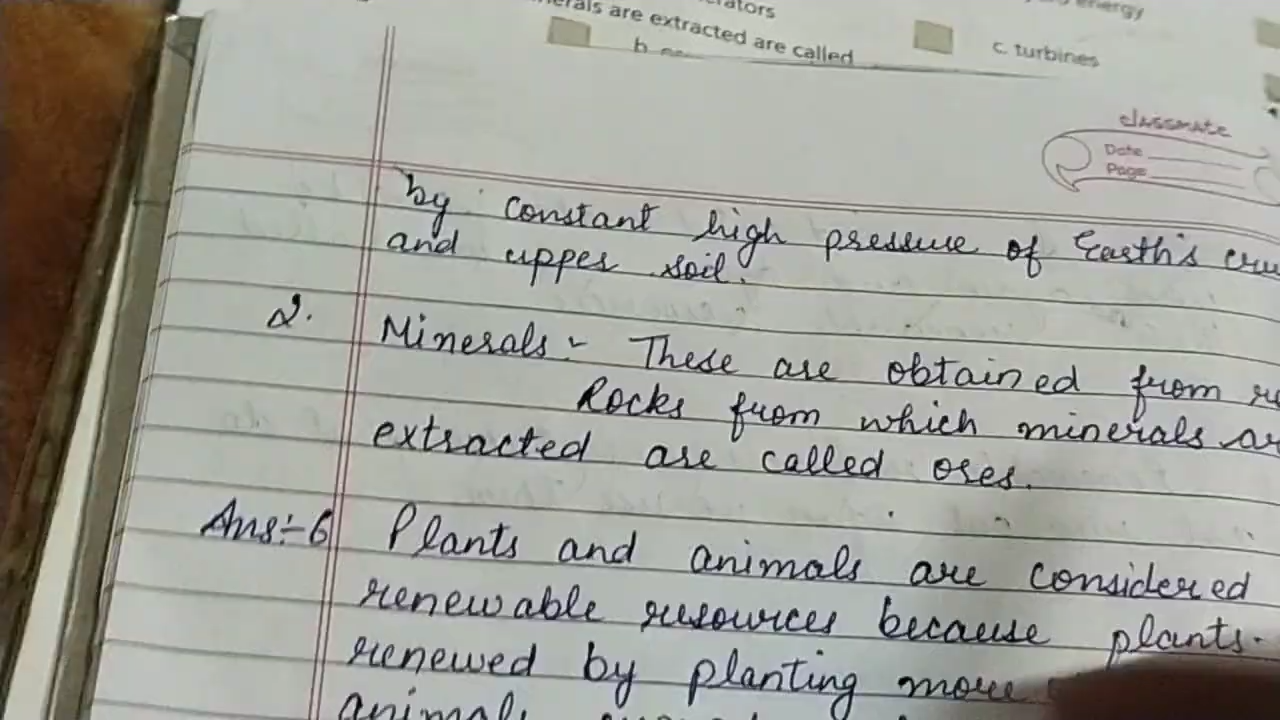 are extracted are called
c. turbines
energy
classmate
Date
Page
by constant high pressure of Earth's
and upper soil.
2. Minerals :- These are obtained from
Rocks from which minerals
extracted are called ores.
Ans:-6 Plants and animals are considered
renewable resources because plants
renewed by planting more